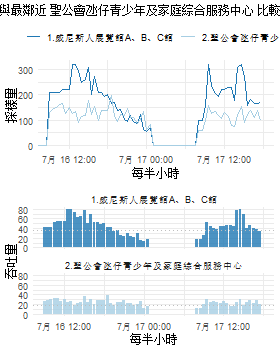 與最鄰近 聖公會氹仔青少年及家庭綜合服務中心 比較
1.威尼斯人展覽館A、B、C館
2.聖公會氹仔青少
採樣量
300
200
100
0
7月 16 12:00
7月 17 00:00
7月 17 12:00
每半小時
1.威尼斯人展覽館A、B、C館
80
60
40
20
0
吞吐量
2.聖公會氹仔青少年及家庭綜合服務中心
80
60
40
20
0
7月 16 12:00
7月 17 00:00
7月 17 12:00
每半小時